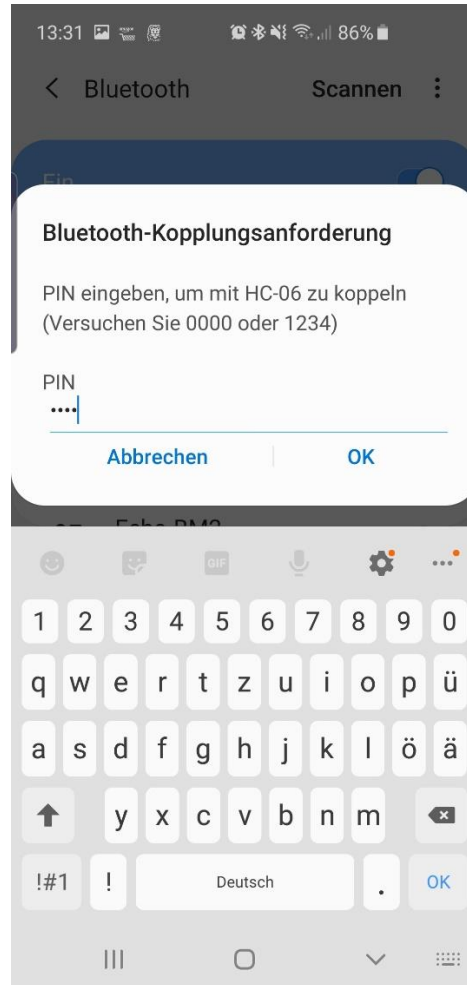 13:31 86%
Bluetooth Scannen
Ein
Bluetooth-Kopplungsanforderung
PIN eingeben, um mit HC-06 zu koppeln
(Versuchen Sie 0000 oder 1234)
PIN
••••
Abbrechen OK
GIF
1 2 3 4 5 6 7 8 9 0
q w e r t z u i o p ü
a s d f g h j k l ö ä
y x c v b n m
!#1 ! Deutsch . OK